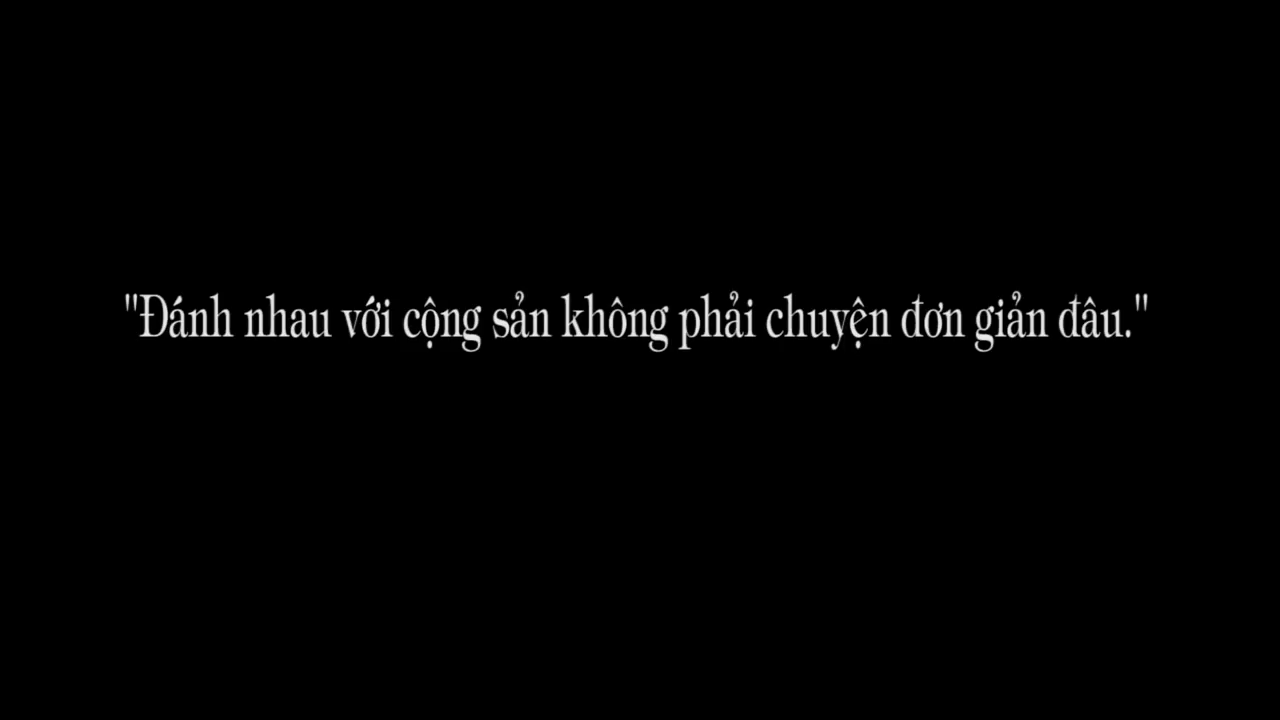 "Đánh nhau với cộng sản không phải chuyện đơn giản đâu."